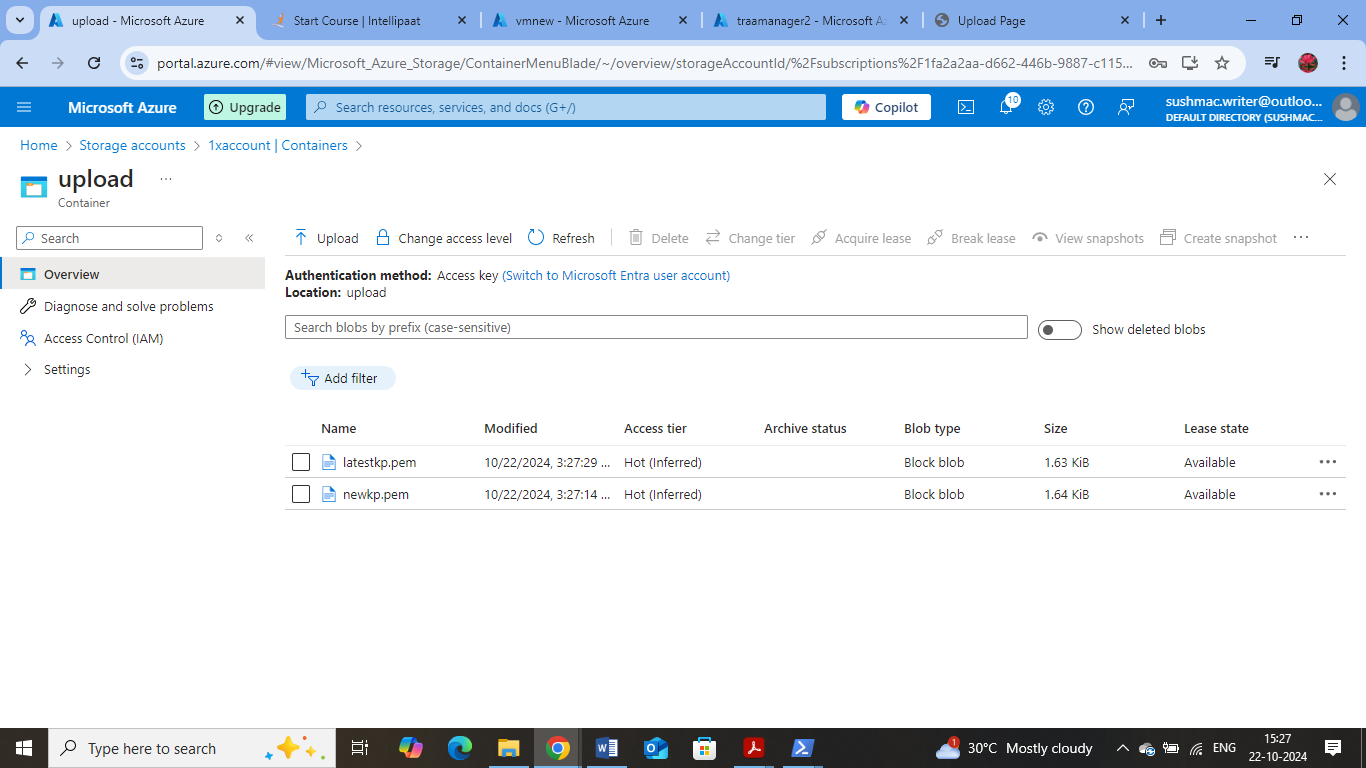 upload - Microsoft Azure
Start Course | Intellipaat
vmnew - Microsoft Azure
traamanager2 - Microsoft Az
Upload Page
portal.azure.com/#view/Microsoft_Azure_Storage/ContainerMenuBlade/~/overview/storageAccountId/%2Fsubscriptions%2F1fa2a2aa-d662-446b-9887-c115...
Microsoft Azure
Upgrade
Search resources, services, and docs (G+/)
Copilot
10
sushmac.writer@outloo...
DEFAULT DIRECTORY (SUSHMAC...
Home > Storage accounts > 1xaccount | Containers >
upload ...
Container
Search
Upload
Change access level
Refresh
Delete
Change tier
Acquire lease
Break lease
View snapshots
Create snapshot
...
Overview
Diagnose and solve problems
Access Control (IAM)
Settings
Authentication method: Access key (Switch to Microsoft Entra user account)
Location: upload
Search blobs by prefix (case-sensitive)
Show deleted blobs
Add filter
Name Modified Access tier Archive status Blob type Size Lease state
latestkp.pem 10/22/2024, 3:27:29 ... Hot (Inferred) Block blob 1.63 KiB Available ...
newkp.pem 10/22/2024, 3:27:14 ... Hot (Inferred) Block blob 1.64 KiB Available ...
Type here to search
1
30°C Mostly cloudy
ENG
15:27
22-10-2024